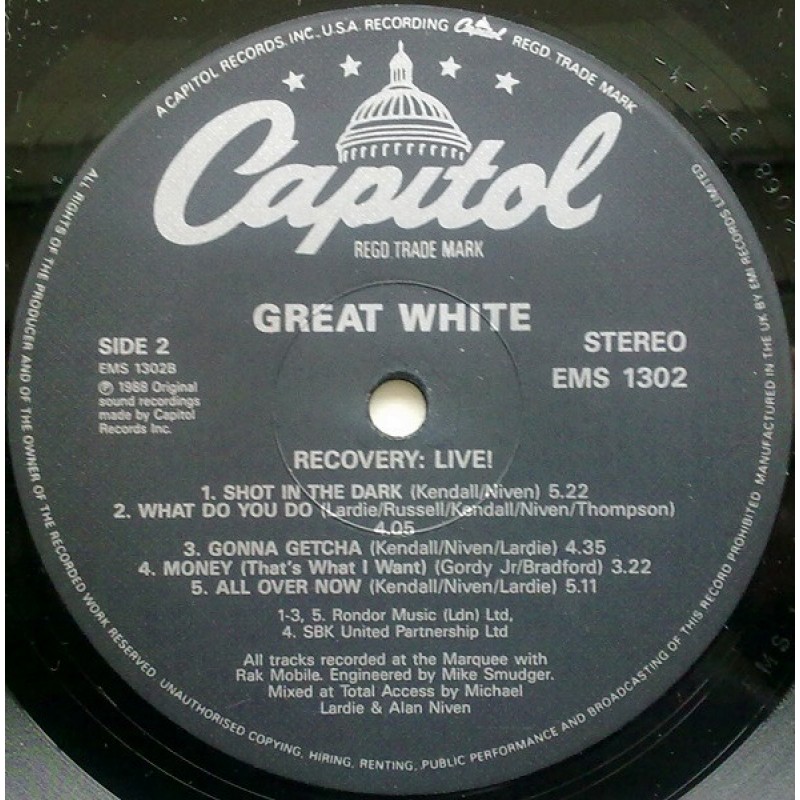 A CAPITOL RECORDS, INC., U.S.A. RECORDING Capitol REGD. TRADE MARK
Capitol
REGD. TRADE MARK
GREAT WHITE
SIDE 2
EMS 1302B
℗ 1988 Original
sound recordings
made by Capitol
Records Inc.
STEREO
EMS 1302
RECOVERY: LIVE!
1. SHOT IN THE DARK (Kendall/Niven) 5.22
2. WHAT DO YOU DO (Lardie/Russell/Kendall/Niven/Thompson)
4.05
3. GONNA GETCHA (Kendall/Niven/Lardie) 4.35
4. MONEY (That's What I Want) (Gordy Jr/Bradford) 3.22
5. ALL OVER NOW (Kendall/Niven/Lardie) 5.11
1-3, 5. Rondor Music (Ldn) Ltd,
4. SBK United Partnership Ltd
All tracks recorded at the Marquee with
Rak Mobile. Engineered by Mike Smudger.
Mixed at Total Access by Michael
Lardie & Alan Niven
ALL RIGHTS OF THE PRODUCER AND OF THE OWNER OF THE RECORDED WORK RESERVED. UNAUTHORISED COPYING, HIRING, RENTING, PUBLIC PERFORMANCE AND BROADCASTING OF THIS RECORD PROHIBITED MANUFACTURED IN THE UK BY EMI RECORDS LIMITED